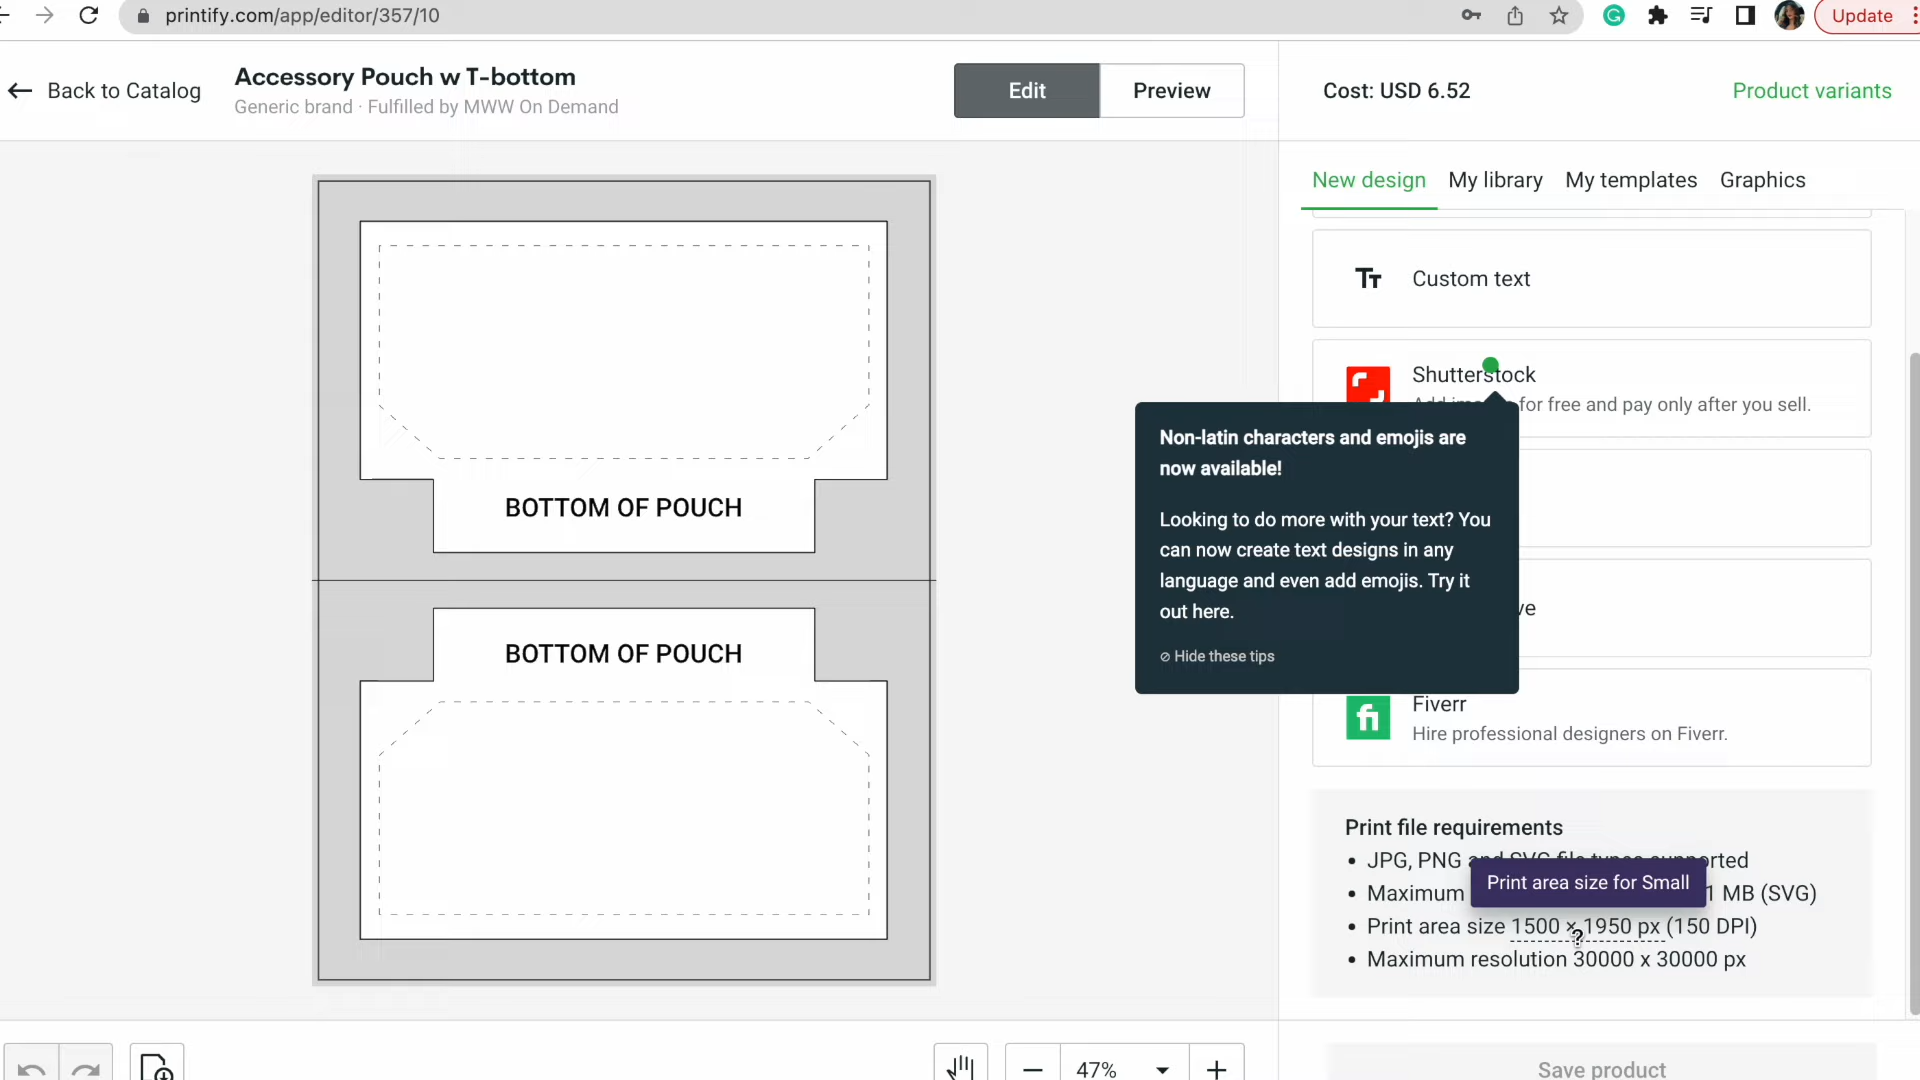 printify.com/app/editor/357/10
Update
Back to Catalog
Accessory Pouch w T-bottom
Generic brand · Fulfilled by MWW On Demand
Edit
Preview
Cost: USD 6.52
Product variants
New design
My library
My templates
Graphics
BOTTOM OF POUCH
BOTTOM OF POUCH
Custom text
Shutterstock
for free and pay only after you sell.
Non-latin characters and emojis are
now available!
Looking to do more with your text? You
can now create text designs in any
language and even add emojis. Try it
out here.
Hide these tips
Fiverr
Hire professional designers on Fiverr.
Print file requirements
• JPG, PNG and SVG file types supported
Print area size for Small
• Maximum 1 MB (SVG)
• Print area size 1500 × 1950 px (150 DPI)
• Maximum resolution 30000 x 30000 px
47%
Save product